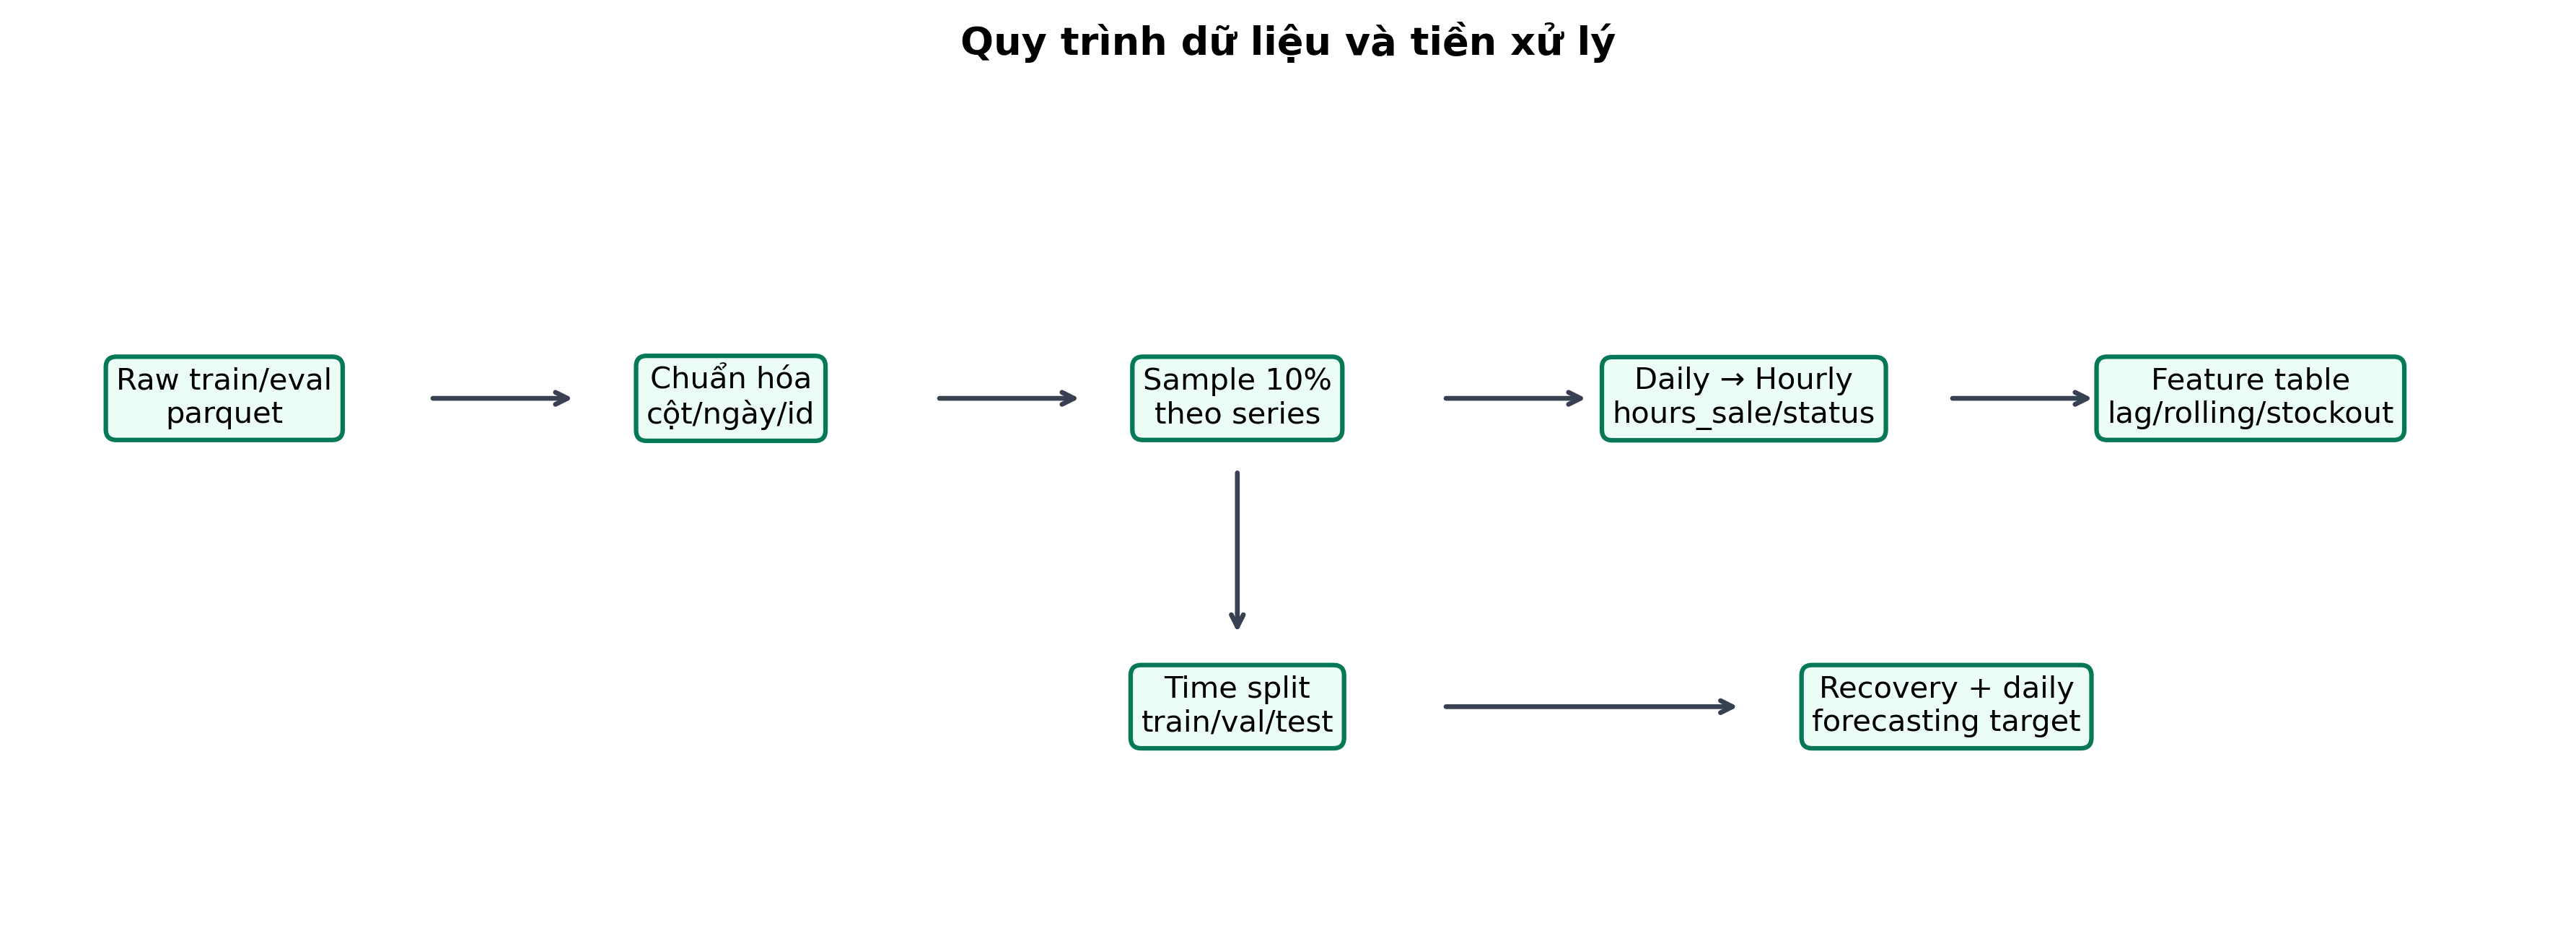 Quy trình dữ liệu và tiền xử lý
Raw train/eval
parquet
Chuẩn hóa
cột/ngày/id
Sample 10%
theo series
Daily → Hourly
hours_sale/status
Feature table
lag/rolling/stockout
Time split
train/val/test
Recovery + daily
forecasting target